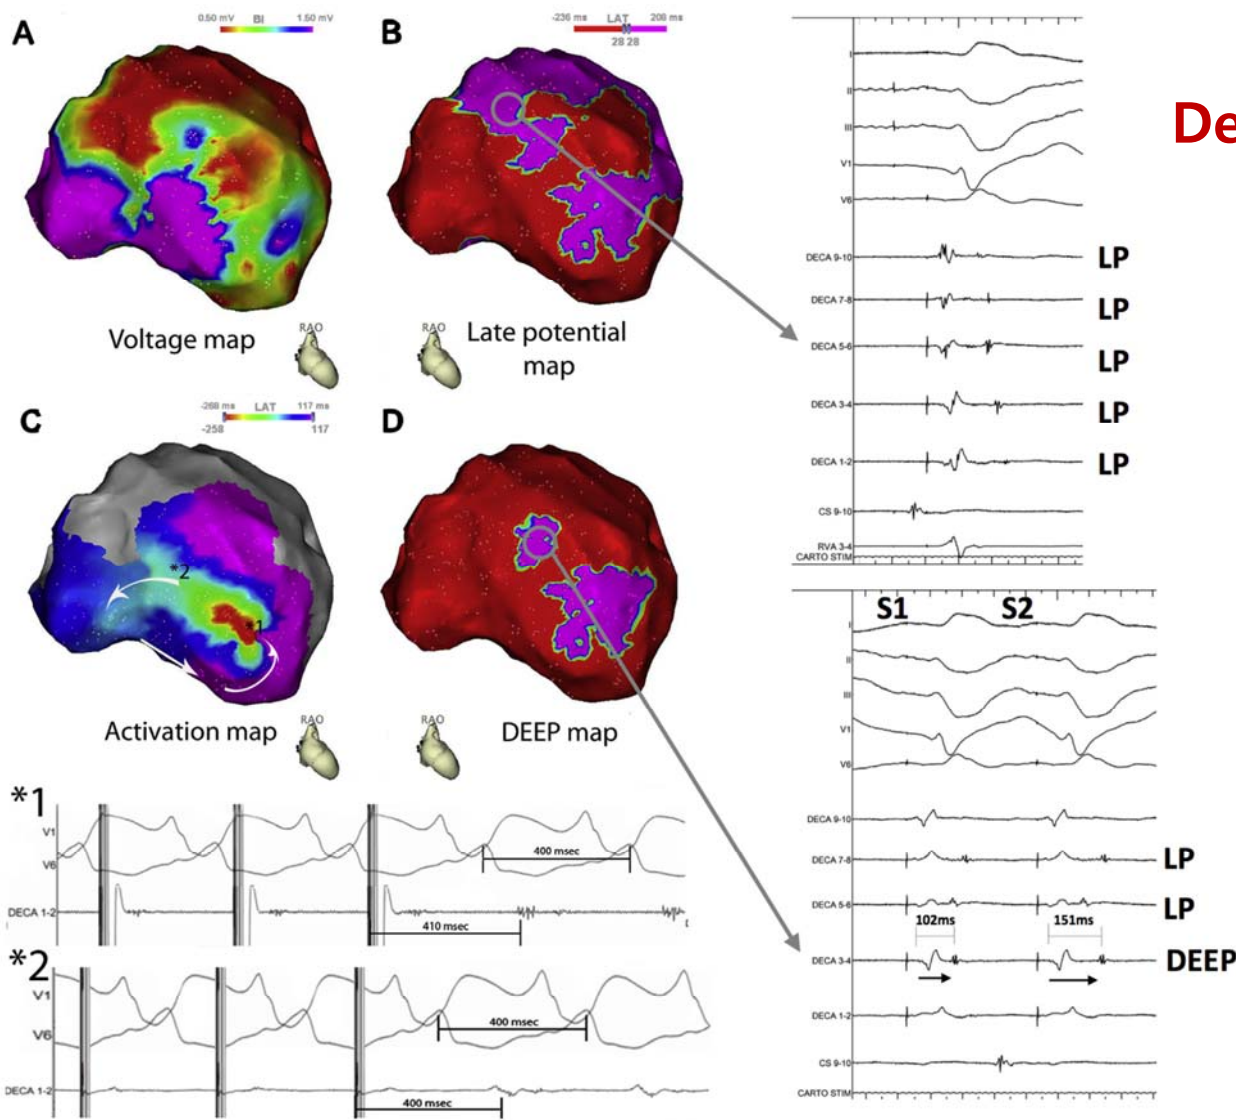 A
0.50 mV BI 1.50 mV
B
-236 ms LAT 208 ms
28 28
RAO
Voltage map
RAO
Late potential
map
C
-268 ms LAT 117 ms
-258 117
*2
*1
RAO
Activation map
D
RAO
DEEP map
*1
V1
V6
400 msec
DECA 1-2
410 msec
*2
V1
V6
400 msec
DECA 1-2
400 msec
De
I
II
III
V1
V6
DECA 9-10 LP
DECA 7-8 LP
DECA 5-6 LP
DECA 3-4 LP
DECA 1-2 LP
CS 9-10
RVA 3-4
CARTO STIM
S1 S2
I
II
III
V1
V6
DECA 9-10
DECA 7-8 LP
DECA 5-6 LP
102ms 151ms
DECA 3-4 DEEP
DECA 1-2
CS 9-10
CARTO STIM